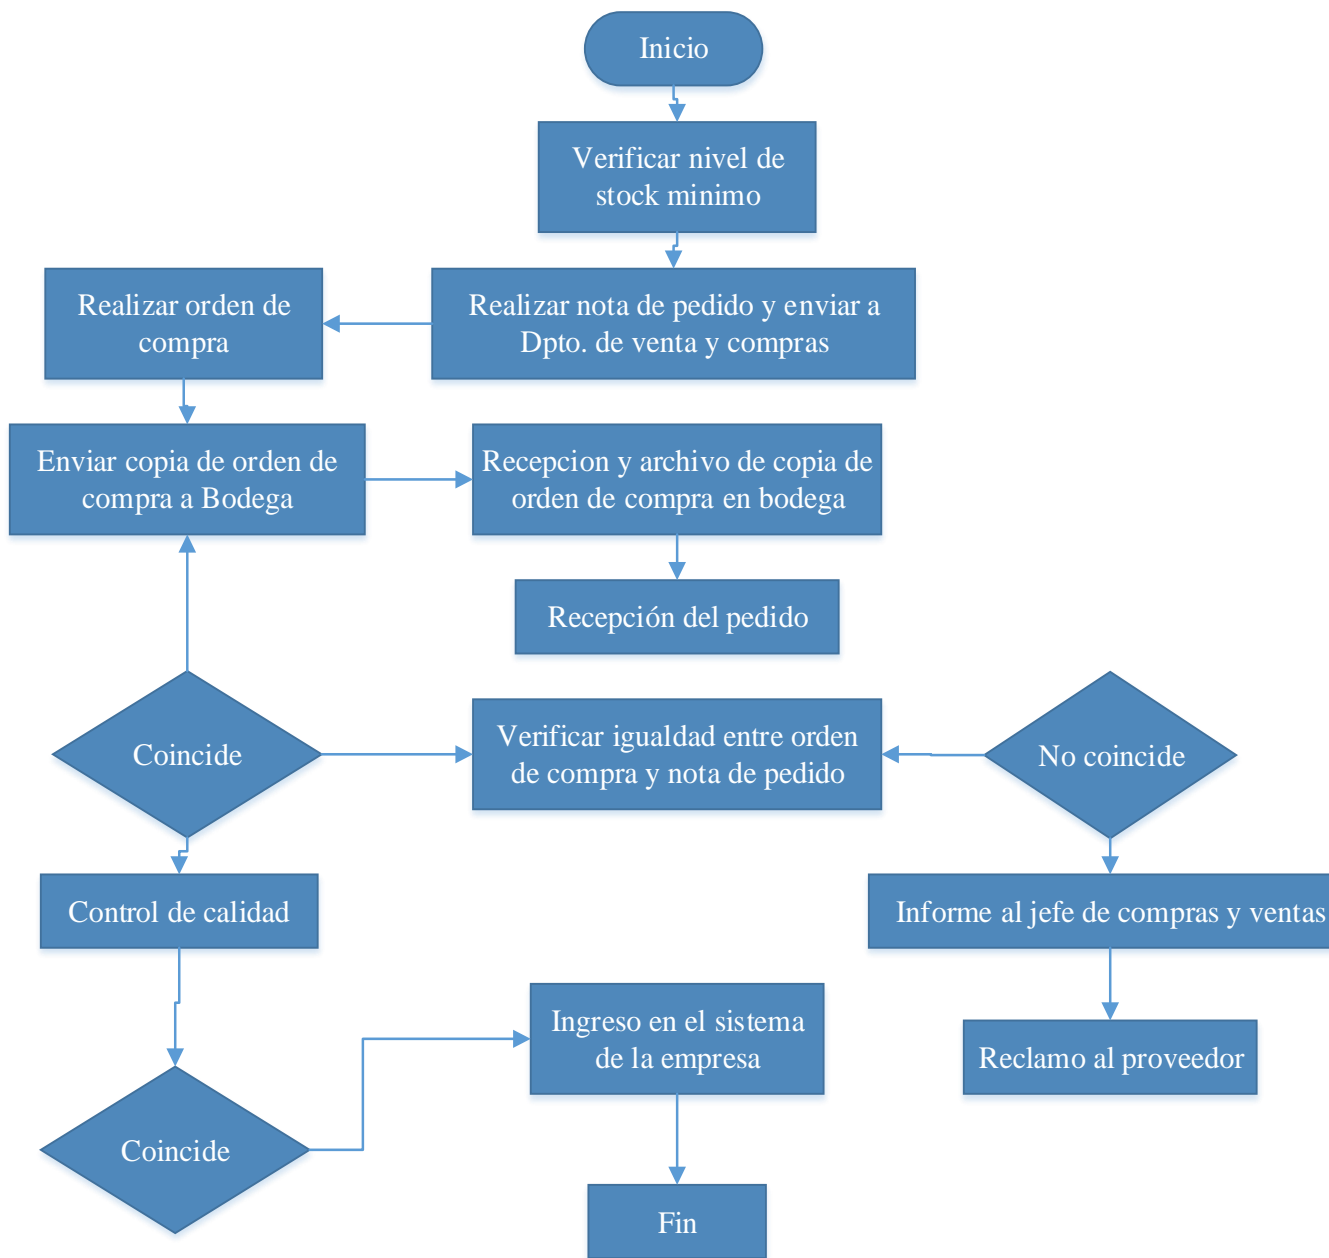 Inicio
Verificar nivel de
stock minimo
Realizar orden de
compra
Realizar nota de pedido y enviar a
Dpto. de venta y compras
Enviar copia de orden de
compra a Bodega
Recepcion y archivo de copia de
orden de compra en bodega
Recepción del pedido
Coincide
Verificar igualdad entre orden
de compra y nota de pedido
No coincide
Control de calidad
Informe al jefe de compras y ventas
Ingreso en el sistema
de la empresa
Reclamo al proveedor
Coincide
Fin